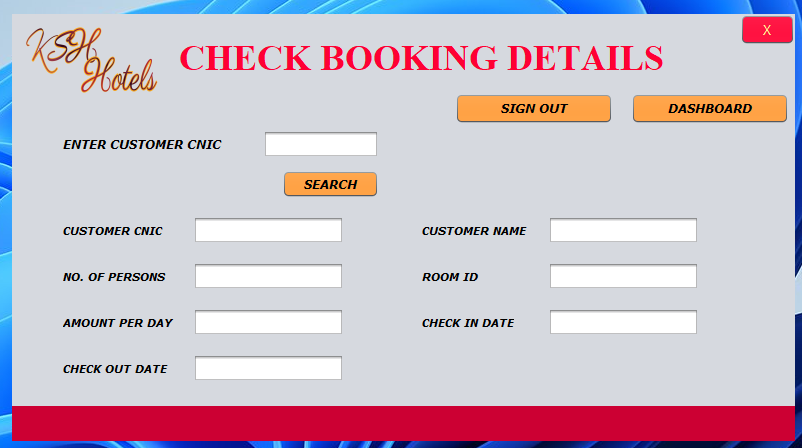 KSH
Hotels
CHECK BOOKING DETAILS
X
SIGN OUT
DASHBOARD
ENTER CUSTOMER CNIC
SEARCH
CUSTOMER CNIC
CUSTOMER NAME
NO. OF PERSONS
ROOM ID
AMOUNT PER DAY
CHECK IN DATE
CHECK OUT DATE